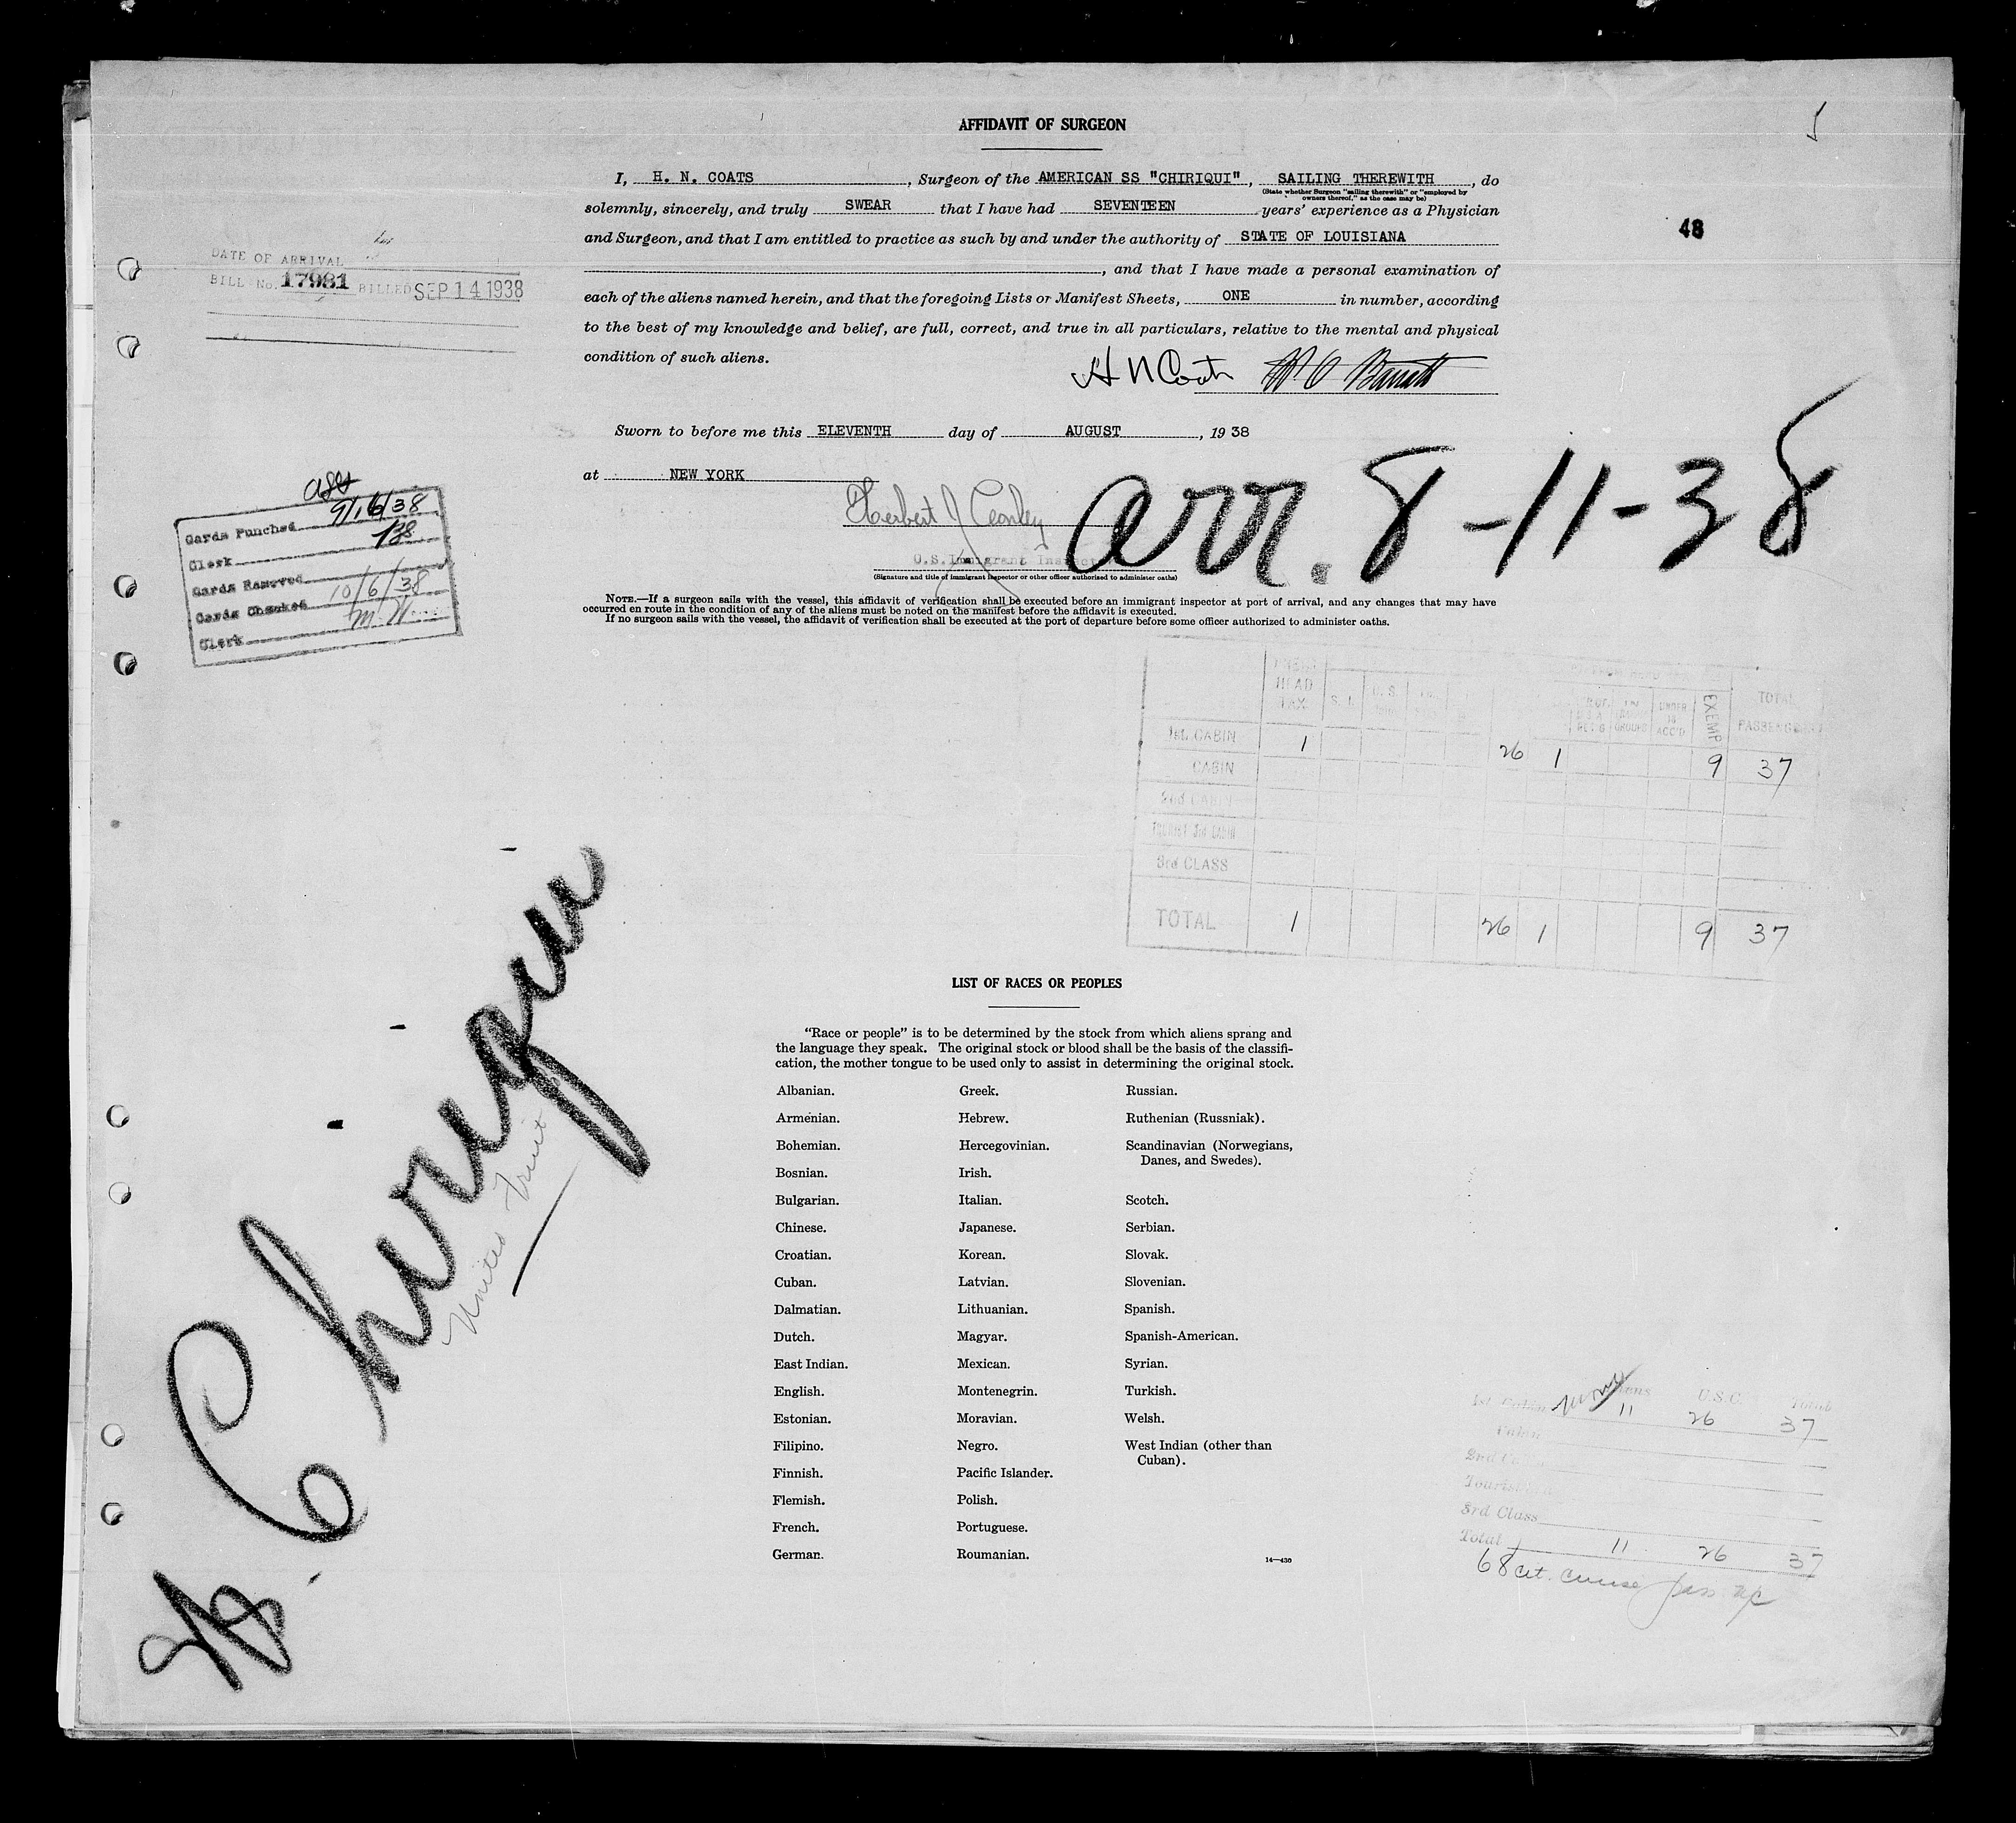 AFFIDAVIT OF SURGEON
I, H. N. COATS, Surgeon of the AMERICAN SS "CHIRIQUI", SAILING THEREWITH, do
(State whether Surgeon "sailing therewith" or "employed by
owners thereof," as the case may be)
solemnly, sincerely, and truly SWEAR that I have had SEVENTEEN years' experience as a Physician
and Surgeon, and that I am entitled to practice as such by and under the authority of STATE OF LOUISIANA
, and that I have made a personal examination of
each of the aliens named herein, and that the foregoing Lists or Manifest Sheets, ONE in number, according
to the best of my knowledge and belief, are full, correct, and true in all particulars, relative to the mental and physical
condition of such aliens.
H N Coats
Sworn to before me this ELEVENTH day of AUGUST, 1938
at NEW YORK
U.S. Immigrant Inspector
(Signature and title of immigrant inspector or other officer authorized to administer oaths)
NOTE.—If a surgeon sails with the vessel, this affidavit of verification shall be executed before an immigrant inspector at port of arrival, and any changes that may have
occurred en route in the condition of any of the aliens must be noted on the manifest before the affidavit is executed.
If no surgeon sails with the vessel, the affidavit of verification shall be executed at the port of departure before some officer authorized to administer oaths.
48
arr. 8-11-38
DATE OF ARRIVAL
BILL No. 17981 BILLED SEP 14 1938
Cards Punched 9/16/38
Clerk
Cards Removed
Cards Checked 10/6/38
Clerk
HEAD TAX
EXEMP
TOTAL PASSENGERS
UNDER 16 ACC'D
1st. CABIN 1 26 1 9 37
CABIN
2nd CABIN
TOURIST 3rd CABIN
3rd CLASS
TOTAL 1 26 1 9 37
SS. Chiriqui
United Fruit
LIST OF RACES OR PEOPLES
"Race or people" is to be determined by the stock from which aliens sprang and
the language they speak. The original stock or blood shall be the basis of the classifi-
cation, the mother tongue to be used only to assist in determining the original stock.
Albanian.
Armenian.
Bohemian.
Bosnian.
Bulgarian.
Chinese.
Croatian.
Cuban.
Dalmatian.
Dutch.
East Indian.
English.
Estonian.
Filipino.
Finnish.
Flemish.
French.
German.
Greek.
Hebrew.
Hercegovinian.
Irish.
Italian.
Japanese.
Korean.
Latvian.
Lithuanian.
Magyar.
Mexican.
Montenegrin.
Moravian.
Negro.
Pacific Islander.
Polish.
Portuguese.
Roumanian.
Russian.
Ruthenian (Russniak).
Scandinavian (Norwegians,
Danes, and Swedes).
Scotch.
Serbian.
Slovak.
Slovenian.
Spanish.
Spanish-American.
Syrian.
Turkish.
Welsh.
West Indian (other than
Cuban).
14—430
U.S.C. Total
1st Cabin 11 26 37
Cabin
3rd Class
Total 11 26 37
68 cit. cruise pass